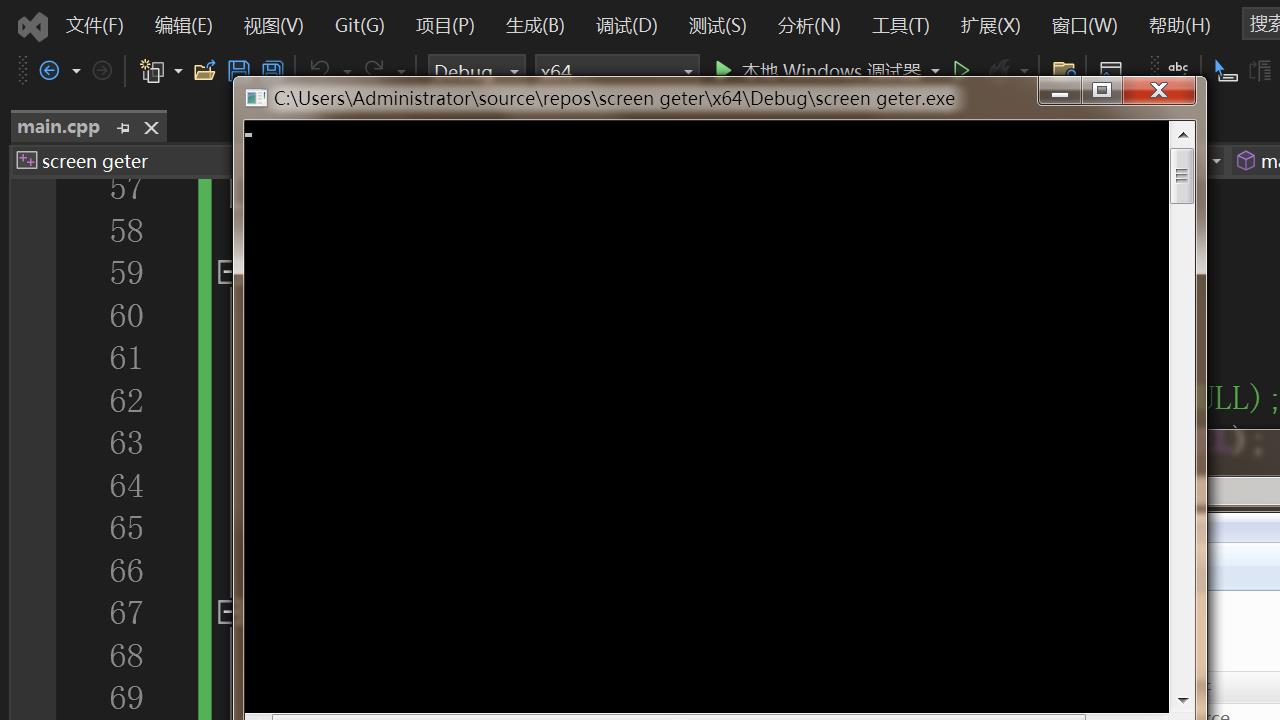 文件(F) 编辑(E) 视图(V) Git(G) 项目(P) 生成(B) 调试(D) 测试(S) 分析(N) 工具(T) 扩展(X) 窗口(W) 帮助(H) 搜索
Debug x64 本地 Windows 调试器 abc
C:\Users\Administrator\source\repos\screen geter\x64\Debug\screen geter.exe
main.cpp
screen geter
57
58
59
60
61
62
ULL);
63
64
65
66
67
68
69